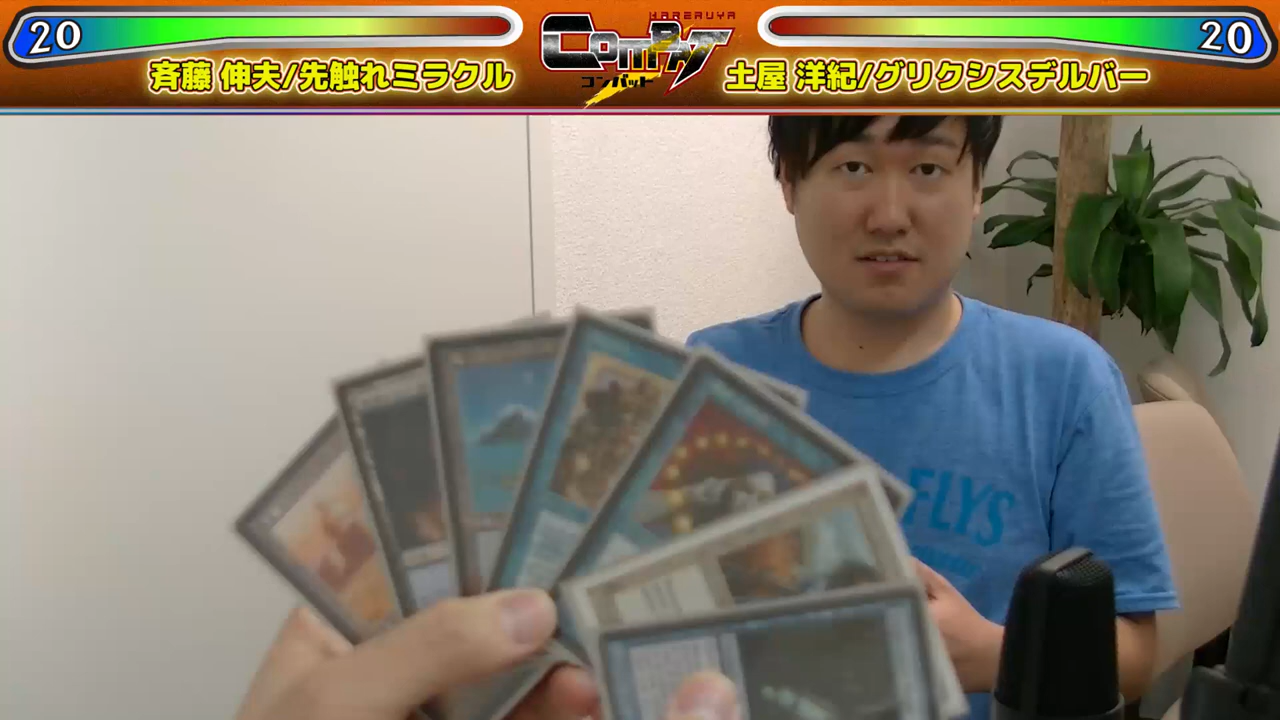 20
HARERUYA
COMBAT
コンバット
20
斉藤 伸夫/先触れミラクル
土屋 洋紀/グリクシスデルバー
FLYS